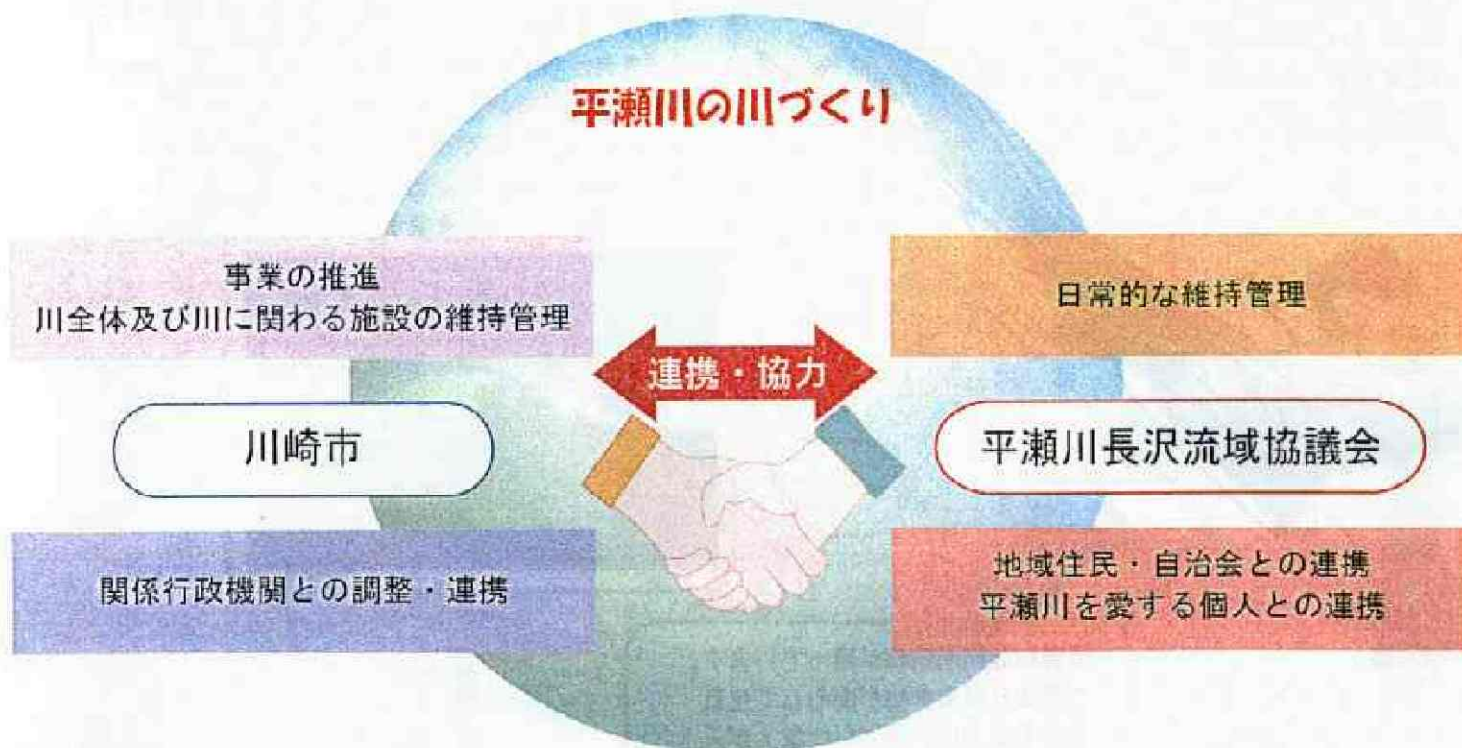 平瀬川の川づくり
事業の推進
川全体及び川に関わる施設の維持管理
日常的な維持管理
連携・協力
川崎市
平瀬川長沢流域協議会
関係行政機関との調整・連携
地域住民・自治会との連携
平瀬川を愛する個人との連携